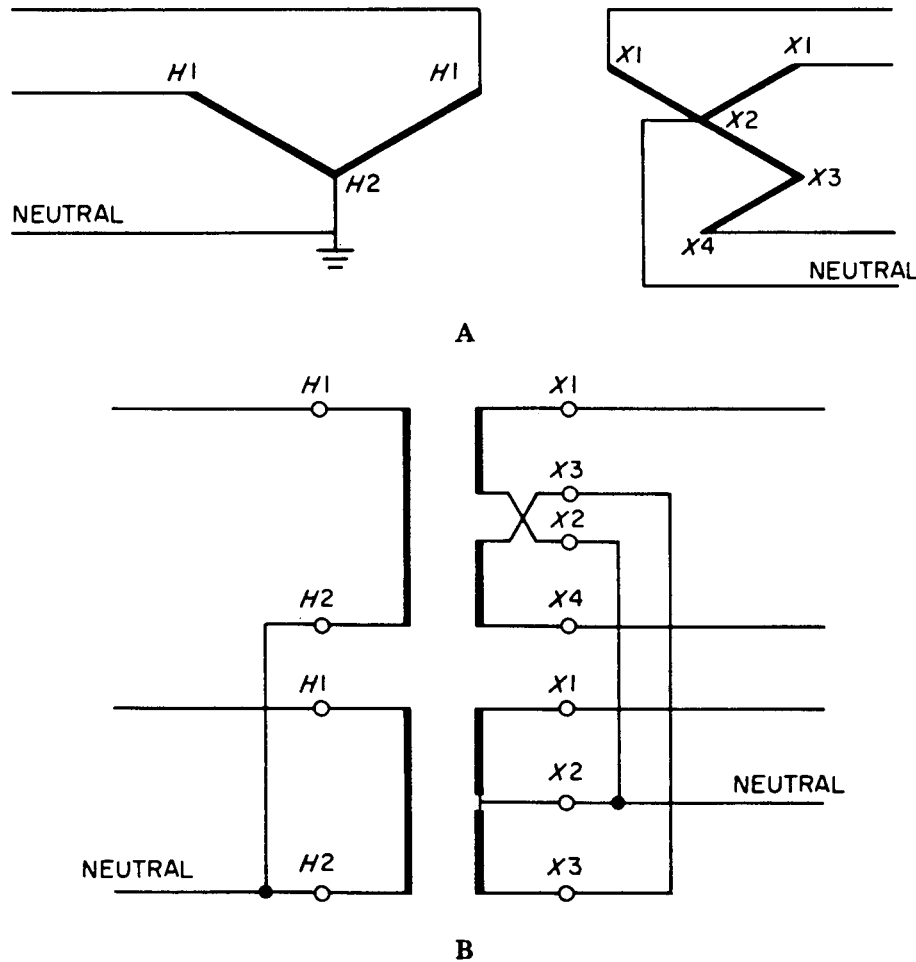 H1
H1
H2
NEUTRAL
X1
X1
X2
X3
X4
NEUTRAL
A
H1
X1
X3
X2
H2
X4
H1
X1
X2
NEUTRAL
NEUTRAL
H2
X3
B